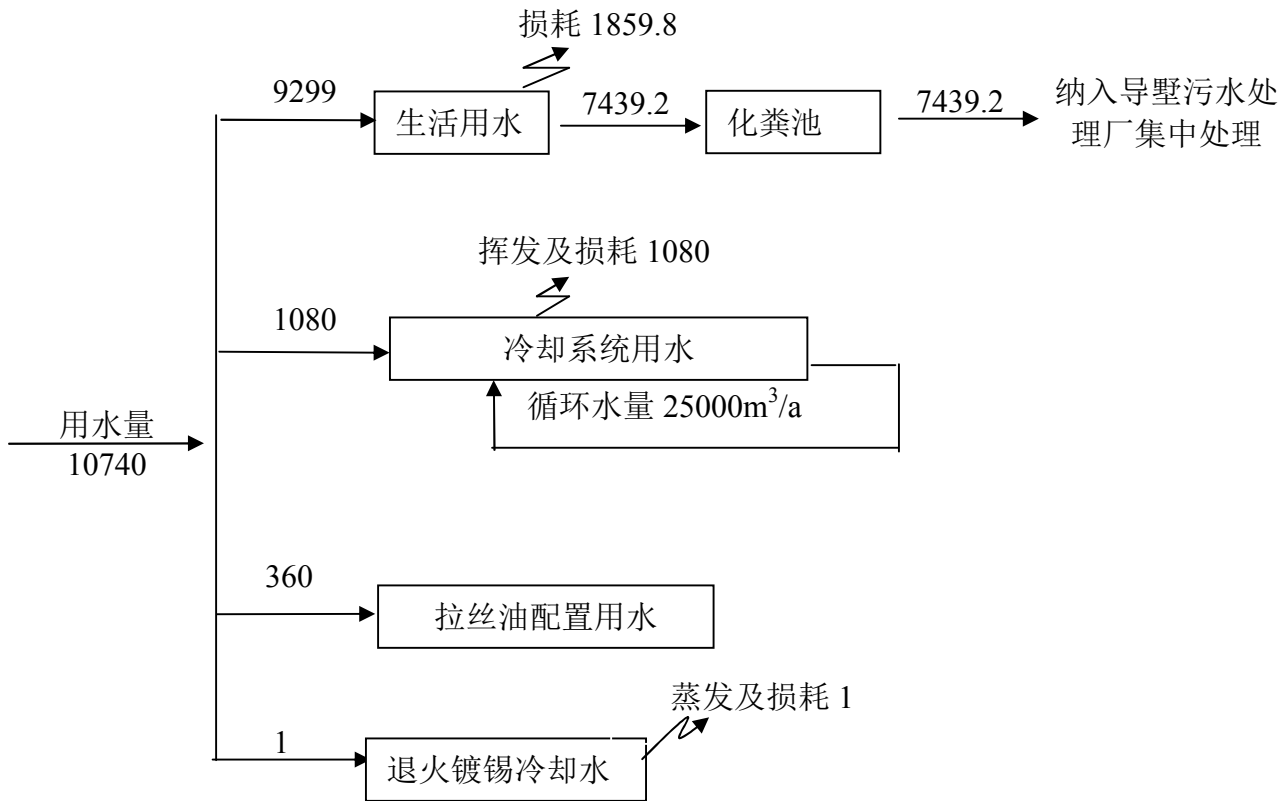 损耗 1859.8
9299
生活用水
7439.2
化粪池
7439.2
纳入导墅污水处
理厂集中处理
挥发及损耗 1080
1080
冷却系统用水
循环水量 25000m³/a
用水量
10740
360
拉丝油配置用水
蒸发及损耗 1
1
退火镀锡冷却水